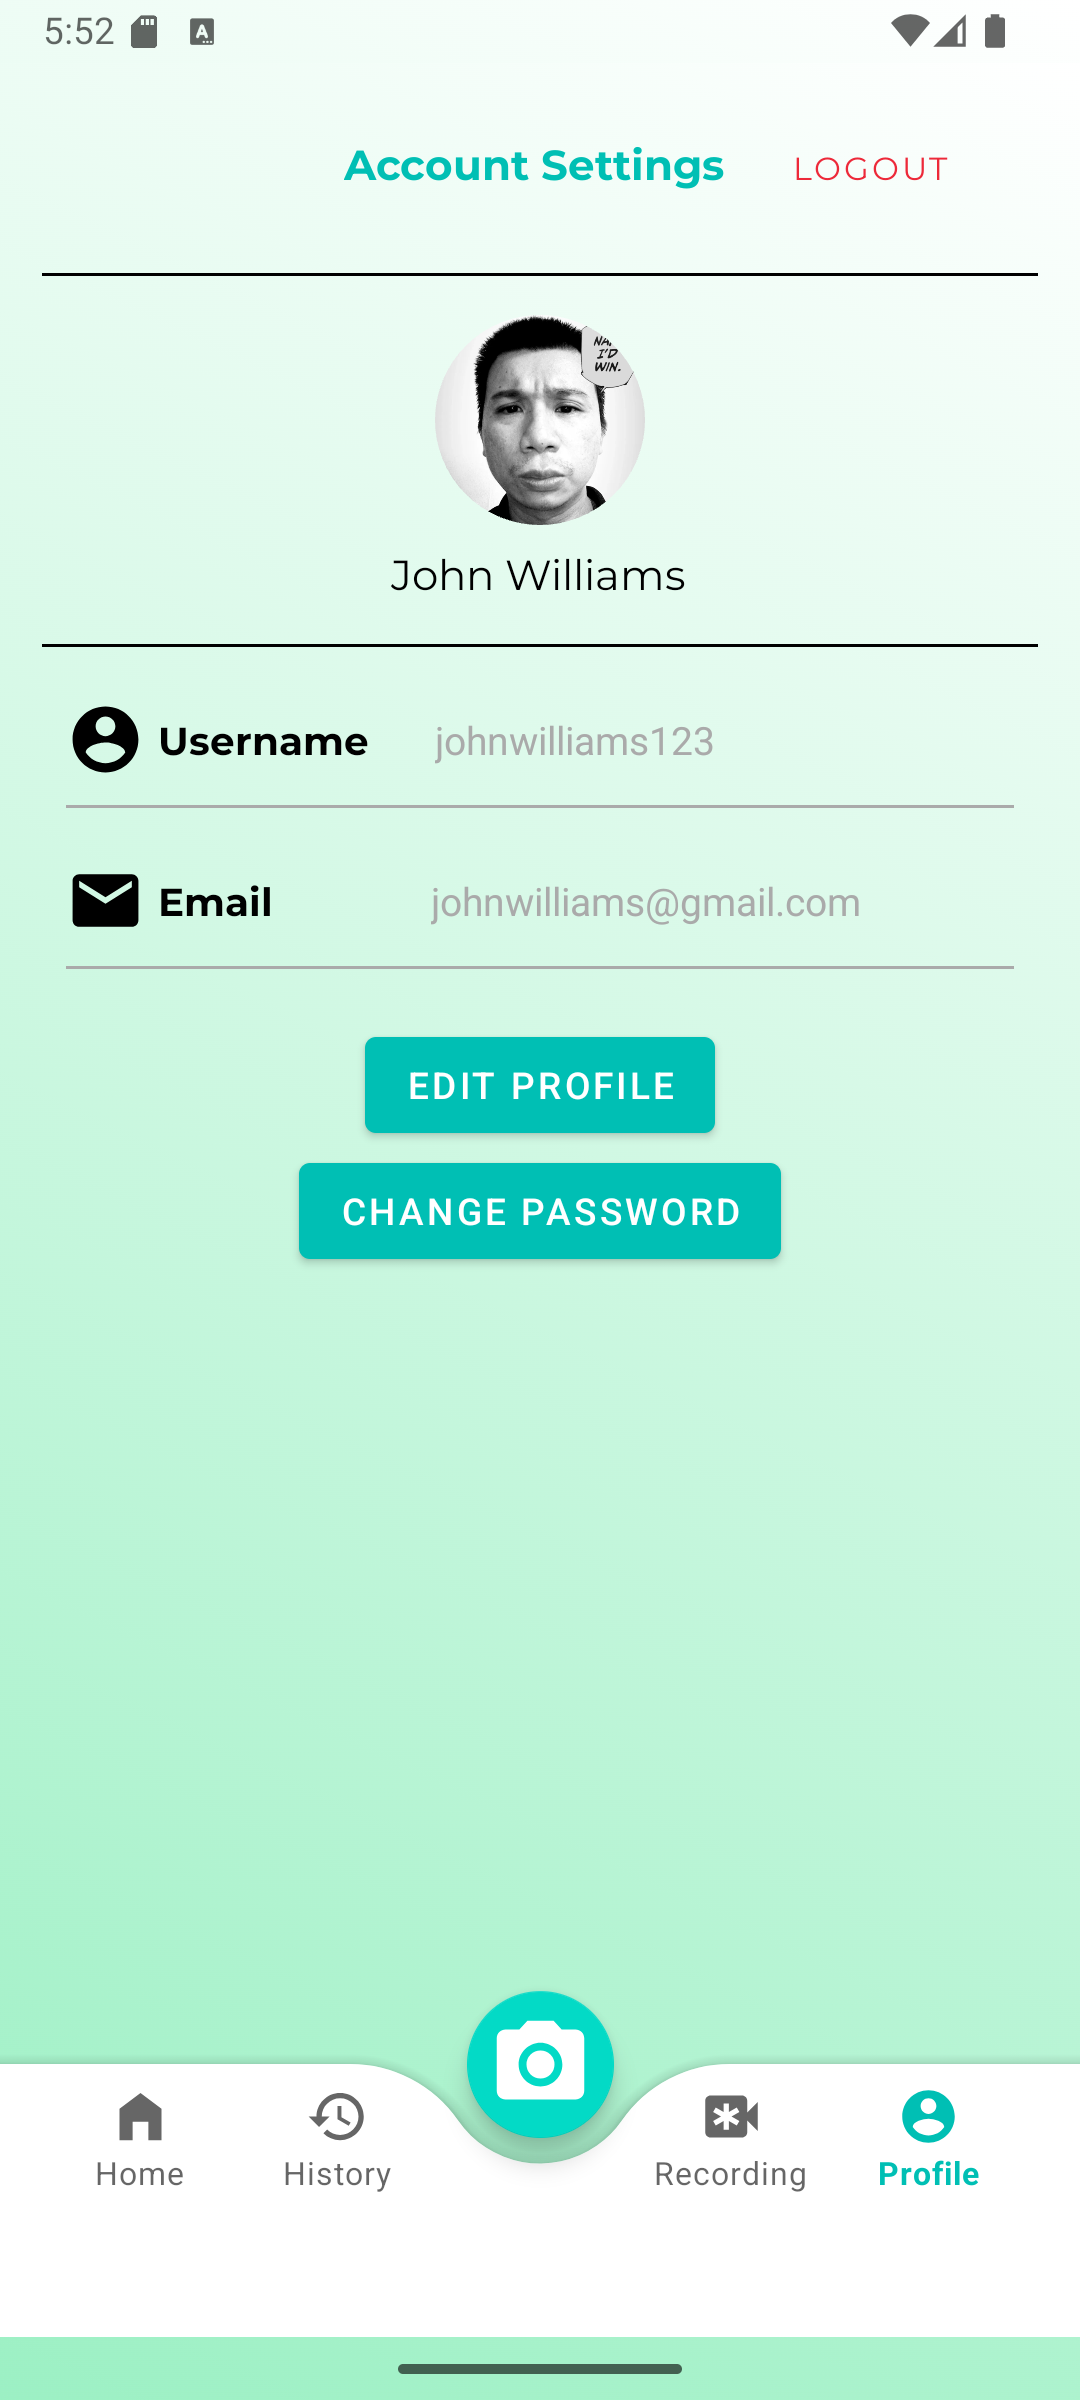 5:52 A
Account Settings LOGOUT
I'D
WIN.
John Williams
Username johnwilliams123
Email johnwilliams@gmail.com
EDIT PROFILE
CHANGE PASSWORD
Home History Recording Profile